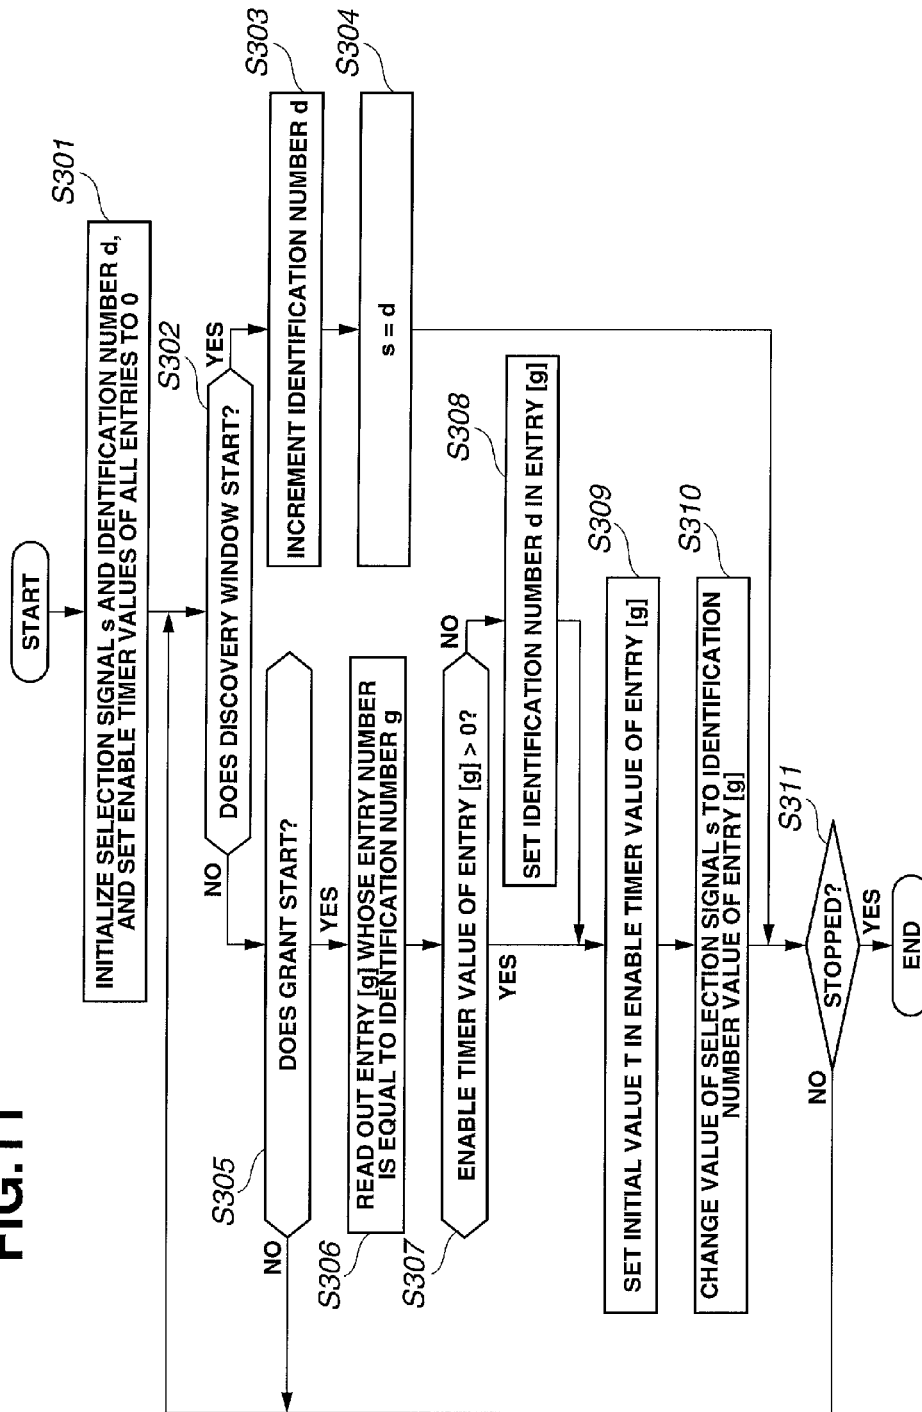 FIG.11
START
S301
INITIALIZE SELECTION SIGNAL s AND IDENTIFICATION NUMBER d,
AND SET ENABLE TIMER VALUES OF ALL ENTRIES TO 0
S302
DOES DISCOVERY WINDOW START?
YES
NO
S303
INCREMENT IDENTIFICATION NUMBER d
S304
s = d
S305
DOES GRANT START?
NO
YES
S306
READ OUT ENTRY [g] WHOSE ENTRY NUMBER
IS EQUAL TO IDENTIFICATION NUMBER g
S307
ENABLE TIMER VALUE OF ENTRY [g] > 0?
NO
YES
S308
SET IDENTIFICATION NUMBER d IN ENTRY [g]
S309
SET INITIAL VALUE T IN ENABLE TIMER VALUE OF ENTRY [g]
S310
CHANGE VALUE OF SELECTION SIGNAL s TO IDENTIFICATION
NUMBER VALUE OF ENTRY [g]
S311
STOPPED?
NO
YES
END